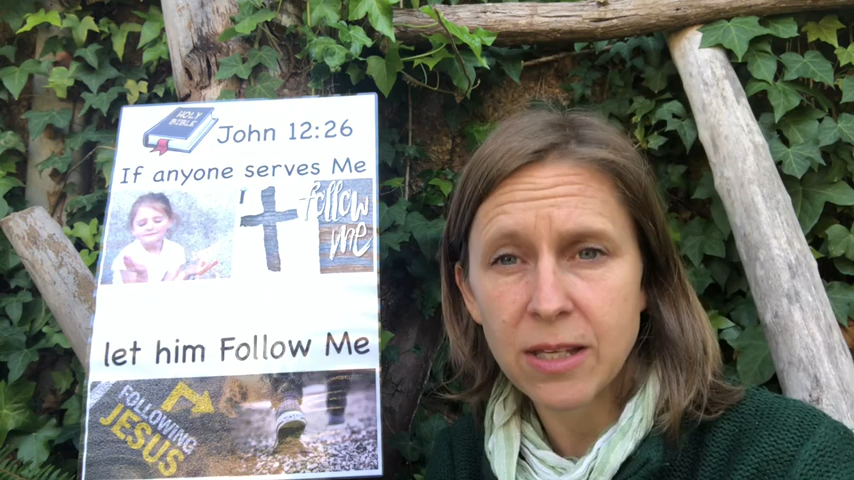 HOLY
BIBLE
John 12:26
If anyone serves Me
follow
me
let him Follow Me
FOLLOWING
JESUS